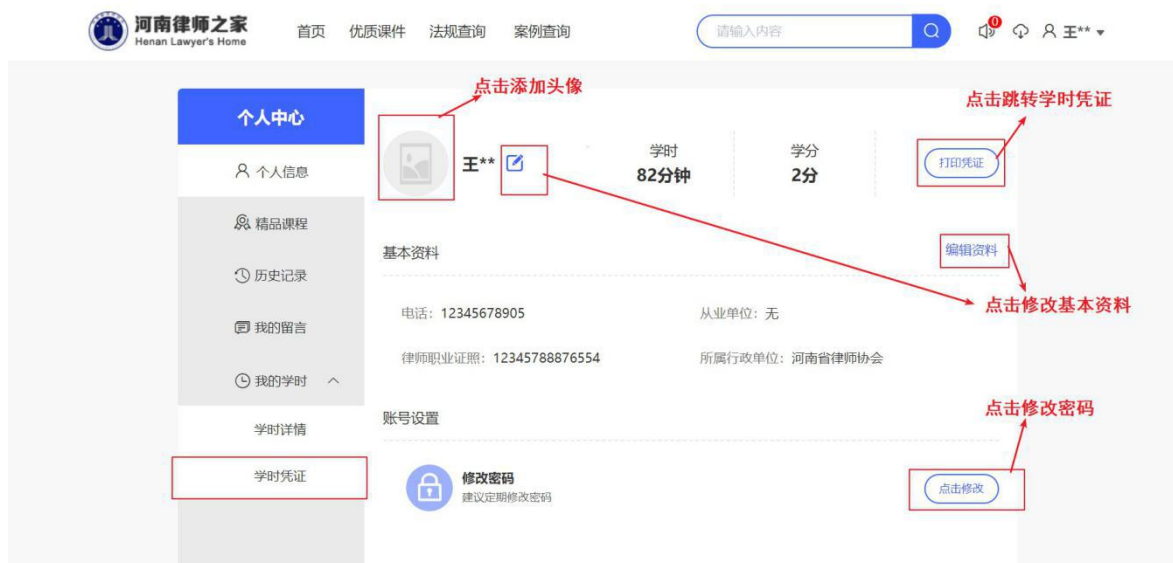 河南律师之家
Henan Lawyer's Home
首页 优质课件 法规查询 案例查询
请输入内容
0
王**
点击添加头像
点击跳转学时凭证
个人中心
个人信息
精品课程
历史记录
我的留言
我的学时
学时详情
学时凭证
王**
学时
82分钟
学分
2分
打印凭证
基本资料
编辑资料
点击修改基本资料
电话：12345678905
从业单位：无
律师职业证照：12345788876554
所属行政单位：河南省律师协会
账号设置
点击修改密码
修改密码
建议定期修改密码
点击修改